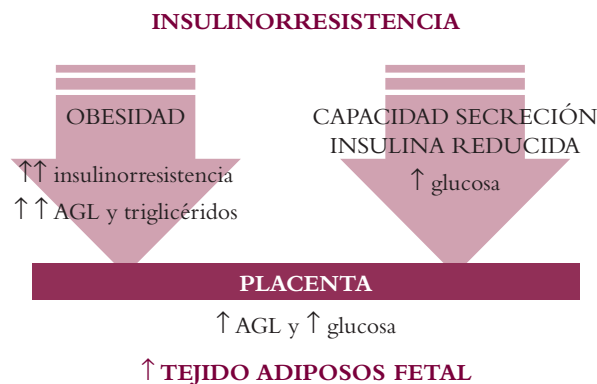 INSULINORRESISTENCIA
OBESIDAD
↑↑ insulinorresistencia
↑↑ AGL y triglicéridos
CAPACIDAD SECRECIÓN
INSULINA REDUCIDA
↑ glucosa
PLACENTA
↑ AGL y ↑ glucosa
↑ TEJIDO ADIPOSOS FETAL